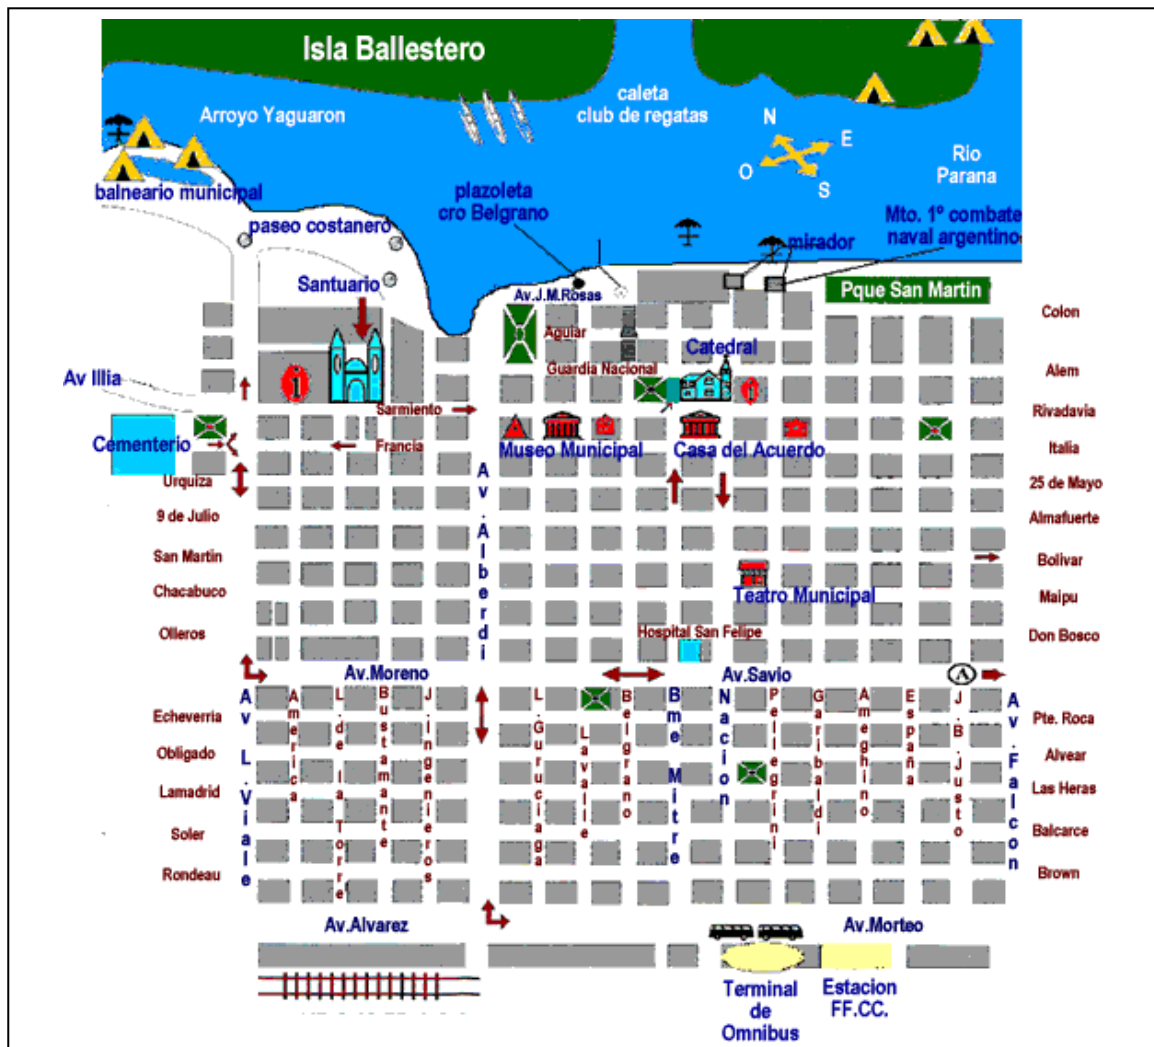 Isla Ballestero
Arroyo Yaguaron
caleta
club de regatas
N
E
O
S
Rio
Parana
balneario municipal
plazoleta
cro Belgrano
Mto. 1º combate
naval argentino
paseo costanero
mirador
Santuario
Av.J.M.Rosas
Pque San Martin
Colon
Aguiar
Catedral
Guardia Nacional
Alem
Av Illia
i
i
Sarmiento
Rivadavia
Cementerio
Francia
Museo Municipal
Casa del Acuerdo
Italia
Urquiza
25 de Mayo
Av.Alberdi
9 de Julio
Almafuerte
San Martin
Bolivar
Chacabuco
Teatro Municipal
Maipu
Olleros
Hospital San Felipe
Don Bosco
Av.Moreno
Av.Savio
A
Av L.Viale
America
L.de la Torre
Bustamante
J.ingenieros
L.Gurruciaga
Lavalle
Belgrano
Bme Mitre
Nacion
Pelegrini
Garibaldi
Ameghino
España
J.B.Justo
Av.Falcon
Echeverria
Pte. Roca
Obligado
Alvear
Lamadrid
Las Heras
Soler
Balcarce
Rondeau
Brown
Av.Alvarez
Av.Morteo
Terminal
de
Omnibus
Estacion
FF.CC.